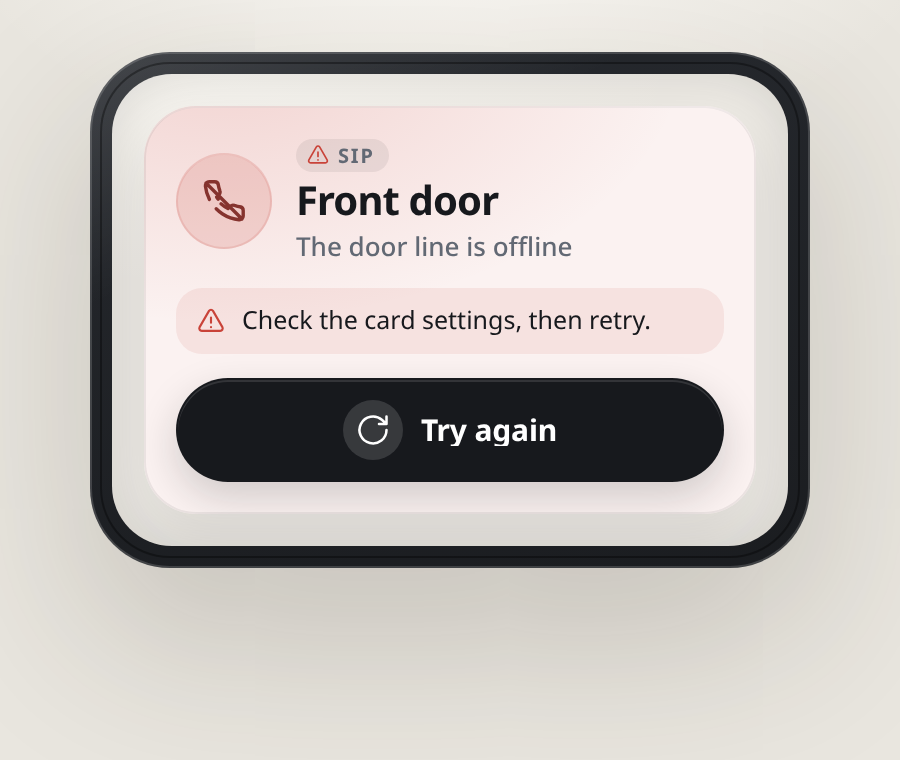 SIP
Front door
The door line is offline
Check the card settings, then retry.
Try again